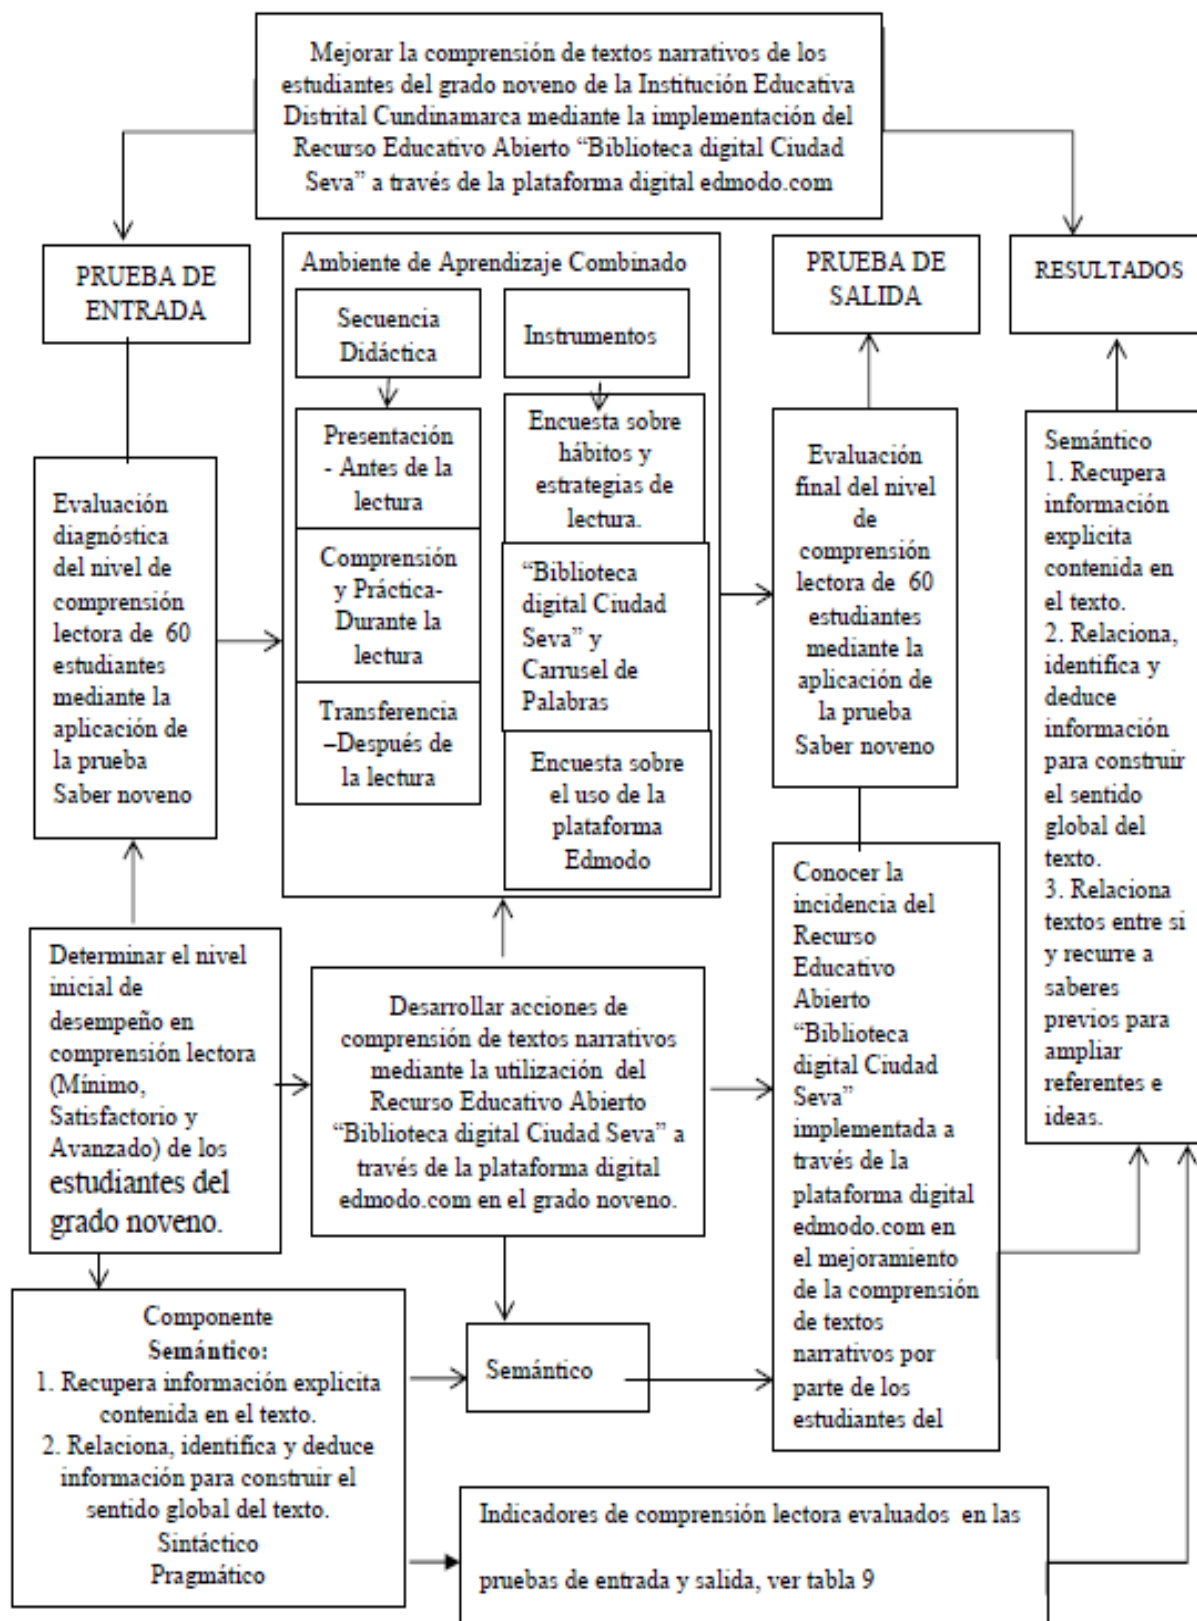 Mejorar la comprensión de textos narrativos de los
estudiantes del grado noveno de la Institución Educativa
Distrital Cundinamarca mediante la implementación del
Recurso Educativo Abierto “Biblioteca digital Ciudad
Seva” a través de la plataforma digital edmodo.com
PRUEBA DE
ENTRADA
Ambiente de Aprendizaje Combinado
PRUEBA DE
SALIDA
RESULTADOS
Secuencia
Didáctica
Instrumentos
Presentación
- Antes de la
lectura
Comprensión
y Práctica-
Durante la
lectura
Transferencia
–Después de
la lectura
Encuesta sobre
hábitos y
estrategias de
lectura.
“Biblioteca
digital Ciudad
Seva” y
Carrusel de
Palabras
Encuesta sobre
el uso de la
plataforma
Edmodo
Evaluación
diagnóstica
del nivel de
comprensión
lectora de 60
estudiantes
mediante la
aplicación de
la prueba
Saber noveno
Evaluación
final del nivel
de
comprensión
lectora de 60
estudiantes
mediante la
aplicación de
la prueba
Saber noveno
Semántico
1. Recupera
información
explicita
contenida en
el texto.
2. Relaciona,
identifica y
deduce
información
para construir
el sentido
global del
texto.
3. Relaciona
textos entre si
y recurre a
saberes
previos para
ampliar
referentes e
ideas.
Determinar el nivel
inicial de
desempeño en
comprensión lectora
(Mínimo,
Satisfactorio y
Avanzado) de los
estudiantes del
grado noveno.
Desarrollar acciones de
comprensión de textos narrativos
mediante la utilización del
Recurso Educativo Abierto
“Biblioteca digital Ciudad Seva” a
través de la plataforma digital
edmodo.com en el grado noveno.
Conocer la
incidencia del
Recurso
Educativo
Abierto
“Biblioteca
digital Ciudad
Seva”
implementada a
través de la
plataforma digital
edmodo.com en
el mejoramiento
de la comprensión
de textos
narrativos por
parte de los
estudiantes del
Componente
Semántico:
1. Recupera información explicita
contenida en el texto.
2. Relaciona, identifica y deduce
información para construir el
sentido global del texto.
Sintáctico
Pragmático
Semántico
Indicadores de comprensión lectora evaluados en las
pruebas de entrada y salida, ver tabla 9